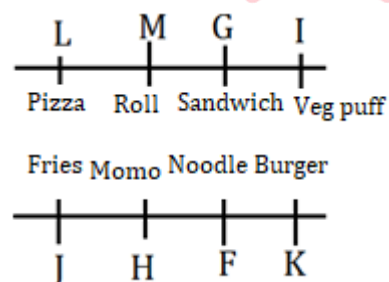 L M G I
Pizza Roll Sandwich Veg puff
Fries Momo Noodle Burger
J H F K